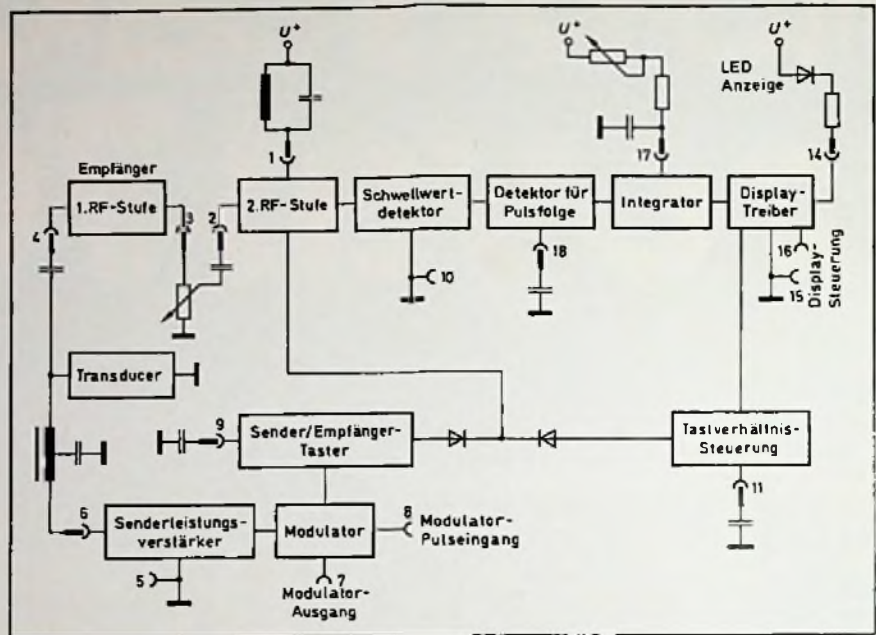 U⁺
U⁺
U⁺
LED
Anzeige
1
17
14
Empfänger
1.RF-Stufe
3
2
2.RF-Stufe
Schwellwert-
detektor
Detektor für
Pulsfolge
Integrator
Display-
Treiber
4
10
18
16
15
Display-
Steuerung
Transducer
9
Sender/Empfänger-
Taster
Tastverhältnis-
Steuerung
11
6
Senderleistungs-
verstärker
Modulator
8
Modulator-
Pulseingang
5
7
Modulator-
Ausgang